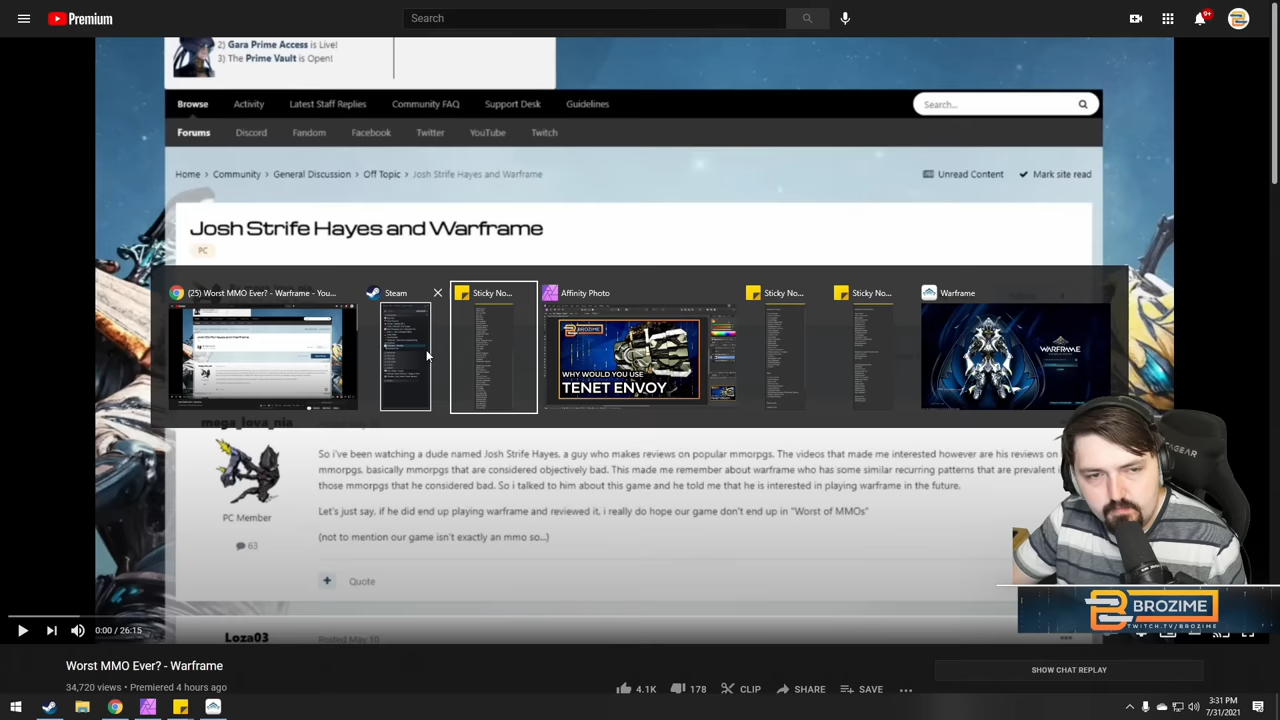 Premium
Search
9+
2) Gara Prime Access is Live!
3) The Prime Vault is Open!
Browse Activity Latest Staff Replies Community FAQ Support Desk Guidelines
Search...
Forums Discord Fandom Facebook Twitter YouTube Twitch
Home > Community > General Discussion > Off Topic > Josh Strife Hayes and Warframe
Unread Content Mark site read
Josh Strife Hayes and Warframe
PC
(25) Worst MMO Ever? - Warframe - You...
Steam
Sticky No...
Affinity Photo
Sticky No...
Sticky No...
Warframe
BROZIME
WHY WOULD YOU USE
TENET ENVOY
WARFRAME
mega_lova_nia
So i've been watching a dude named Josh Strife Hayes, a guy who makes reviews on popular mmorpgs. The videos that made me interested however are his reviews on
mmorpgs, basically mmorpgs that are considered objectively bad. This made me remember about warframe who has some similar recurring patterns that are prevalent
those mmorpgs that he considered bad. So i talked to him about this game and he told me that he is interested in playing warframe in the future.
PC Member
63
Let's just say, if he did end up playing warframe and reviewed it, i really do hope our game don't end up in "Worst of MMOs"
(not to mention our game isn't exactly an mmo so...)
+ Quote
Loza03
Posted May 10
BROZIME
TWITCH.TV/BROZIME
0:00 / 26:15
Worst MMO Ever? - Warframe
SHOW CHAT REPLAY
34,720 views • Premiered 4 hours ago
4.1K 178 CLIP SHARE SAVE
3:31 PM
7/31/2021